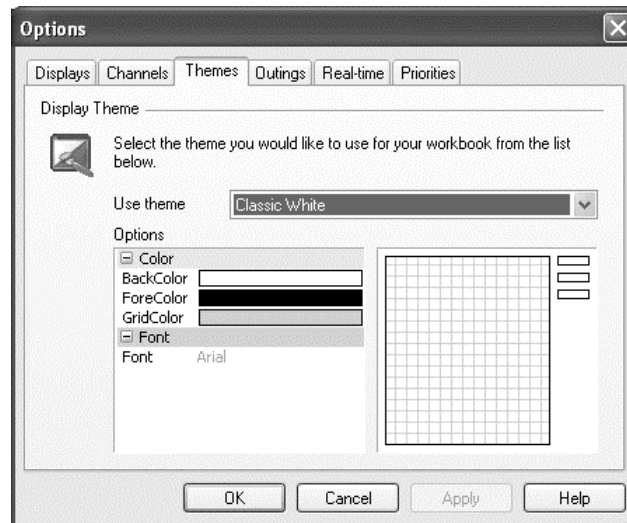 Options
Displays Channels Themes Outings Real-time Priorities
Display Theme
Select the theme you would like to use for your workbook from the list
below.
Use theme Classic White
Options
Color
BackColor
ForeColor
GridColor
Font
Font Arial
OK Cancel Apply Help